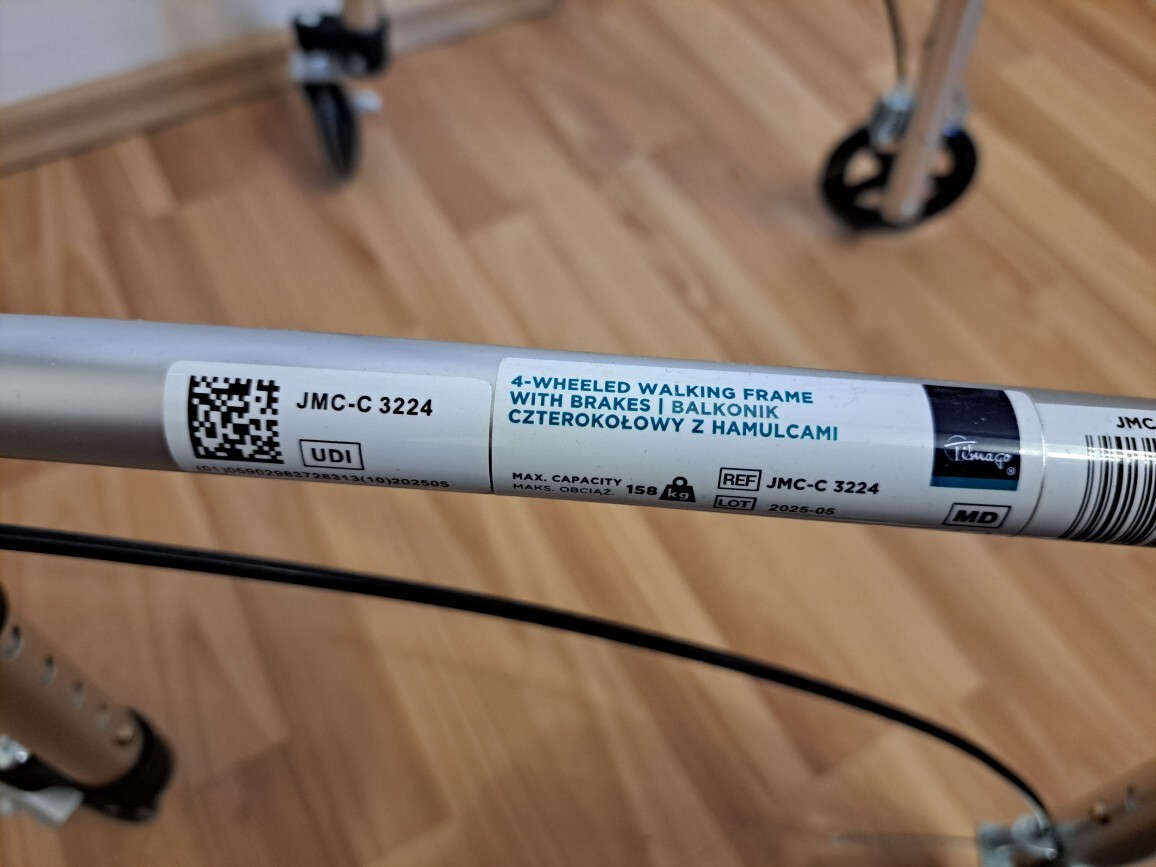 JMC-C 3224
UDI
(01)05902983728313(10)202505
4-WHEELED WALKING FRAME
WITH BRAKES | BALKONIK
CZTEROKOŁOWY Z HAMULCAMI
MAX. CAPACITY
MAKS. OBCIĄŻ. 158 kg
REF JMC-C 3224
LOT 2025-05
Timago ®
MD
JMC